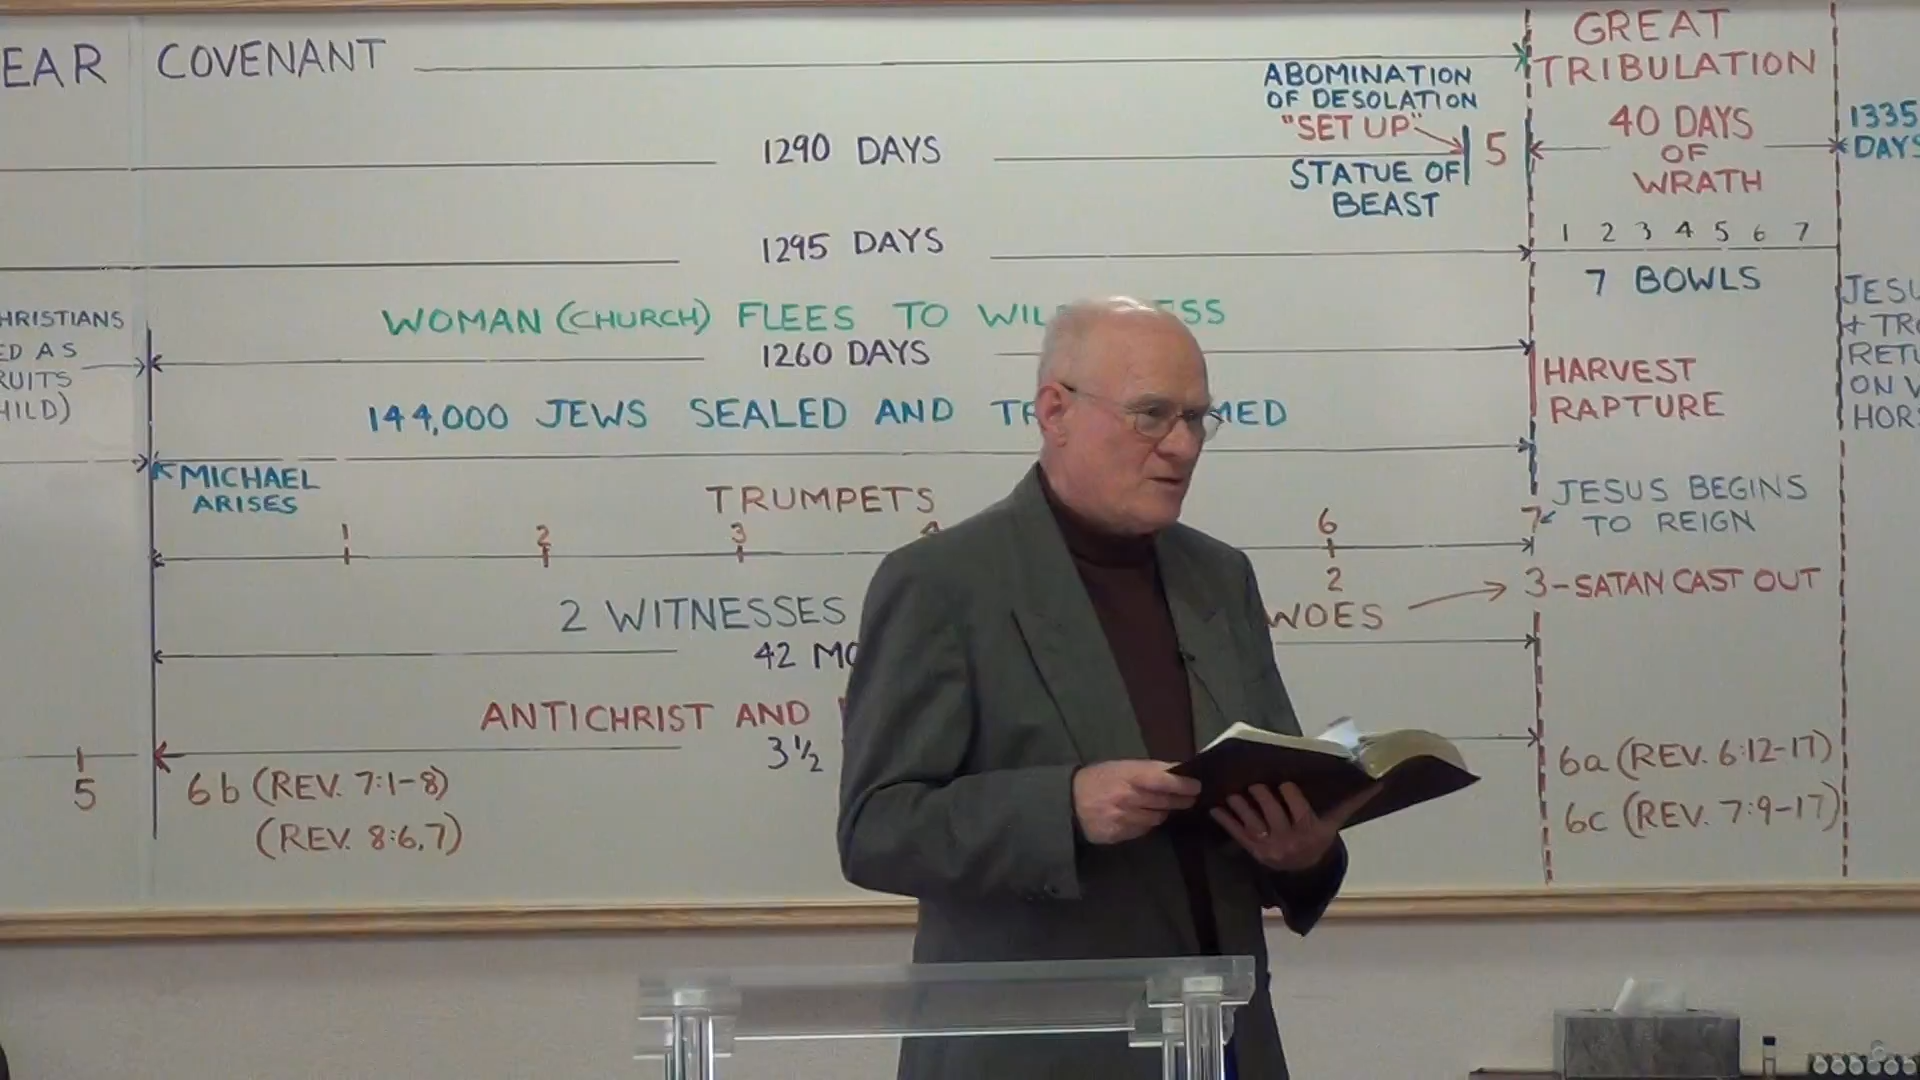 EAR COVENANT
GREAT
TRIBULATION
ABOMINATION
OF DESOLATION
"SET UP"
STATUE OF
BEAST
1290 DAYS
5
40 DAYS
OF
WRATH
1335
DAYS
1295 DAYS
1 2 3 4 5 6 7
7 BOWLS
HRISTIANS
ED AS
RUITS
HILD)
WOMAN (CHURCH) FLEES TO WIL ESS
1260 DAYS
HARVEST
RAPTURE
JESU
+ TR
RETU
ON W
HOR
144,000 JEWS SEALED AND TR MED
MICHAEL
ARISES
TRUMPETS
1 2 3 4 6 7
JESUS BEGINS
TO REIGN
2 WITNESSES
42 MO
2
WOES
3-SATAN CAST OUT
ANTICHRIST AND
3½
5
6b (REV. 7:1-8)
(REV. 8:6,7)
6a (REV. 6:12-17)
6c (REV. 7:9-17)